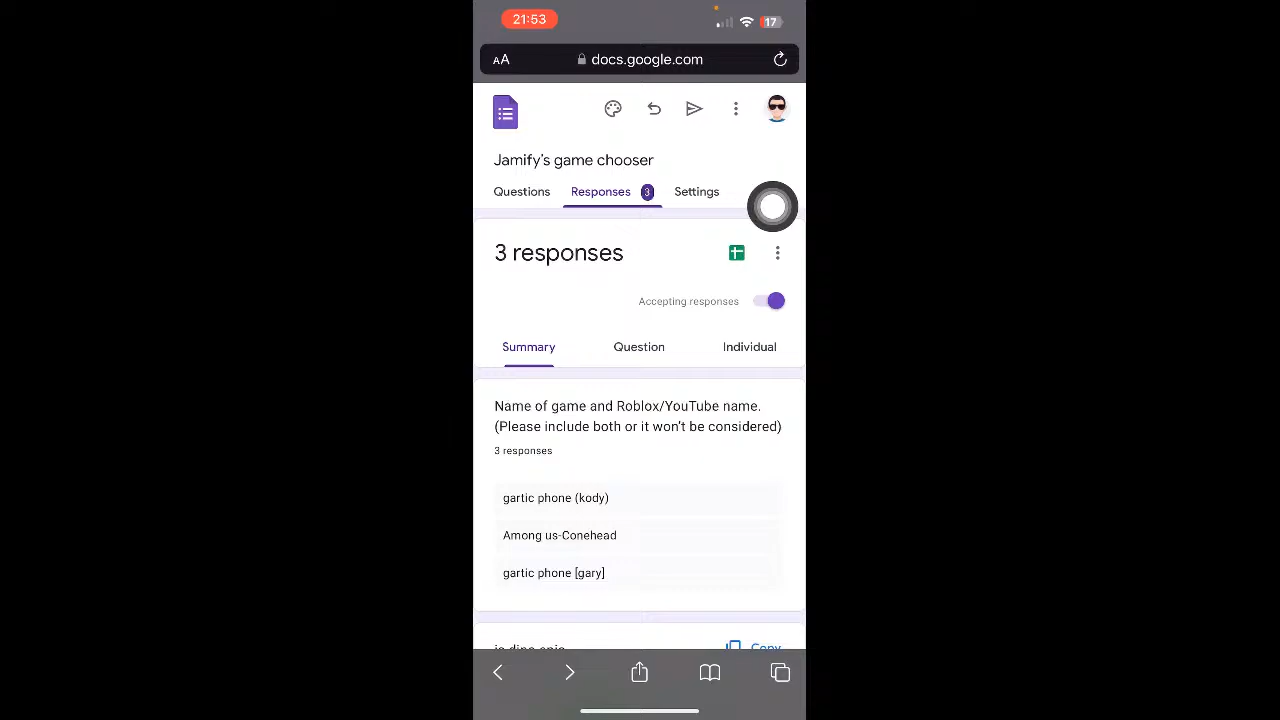 21:53
17
AA docs.google.com
Jamify's game chooser
Questions Responses 3 Settings
3 responses
Accepting responses
Summary Question Individual
Name of game and Roblox/YouTube name.
(Please include both or it won't be considered)
3 responses
gartic phone (kody)
Among us-Conehead
gartic phone [gary]
Copy